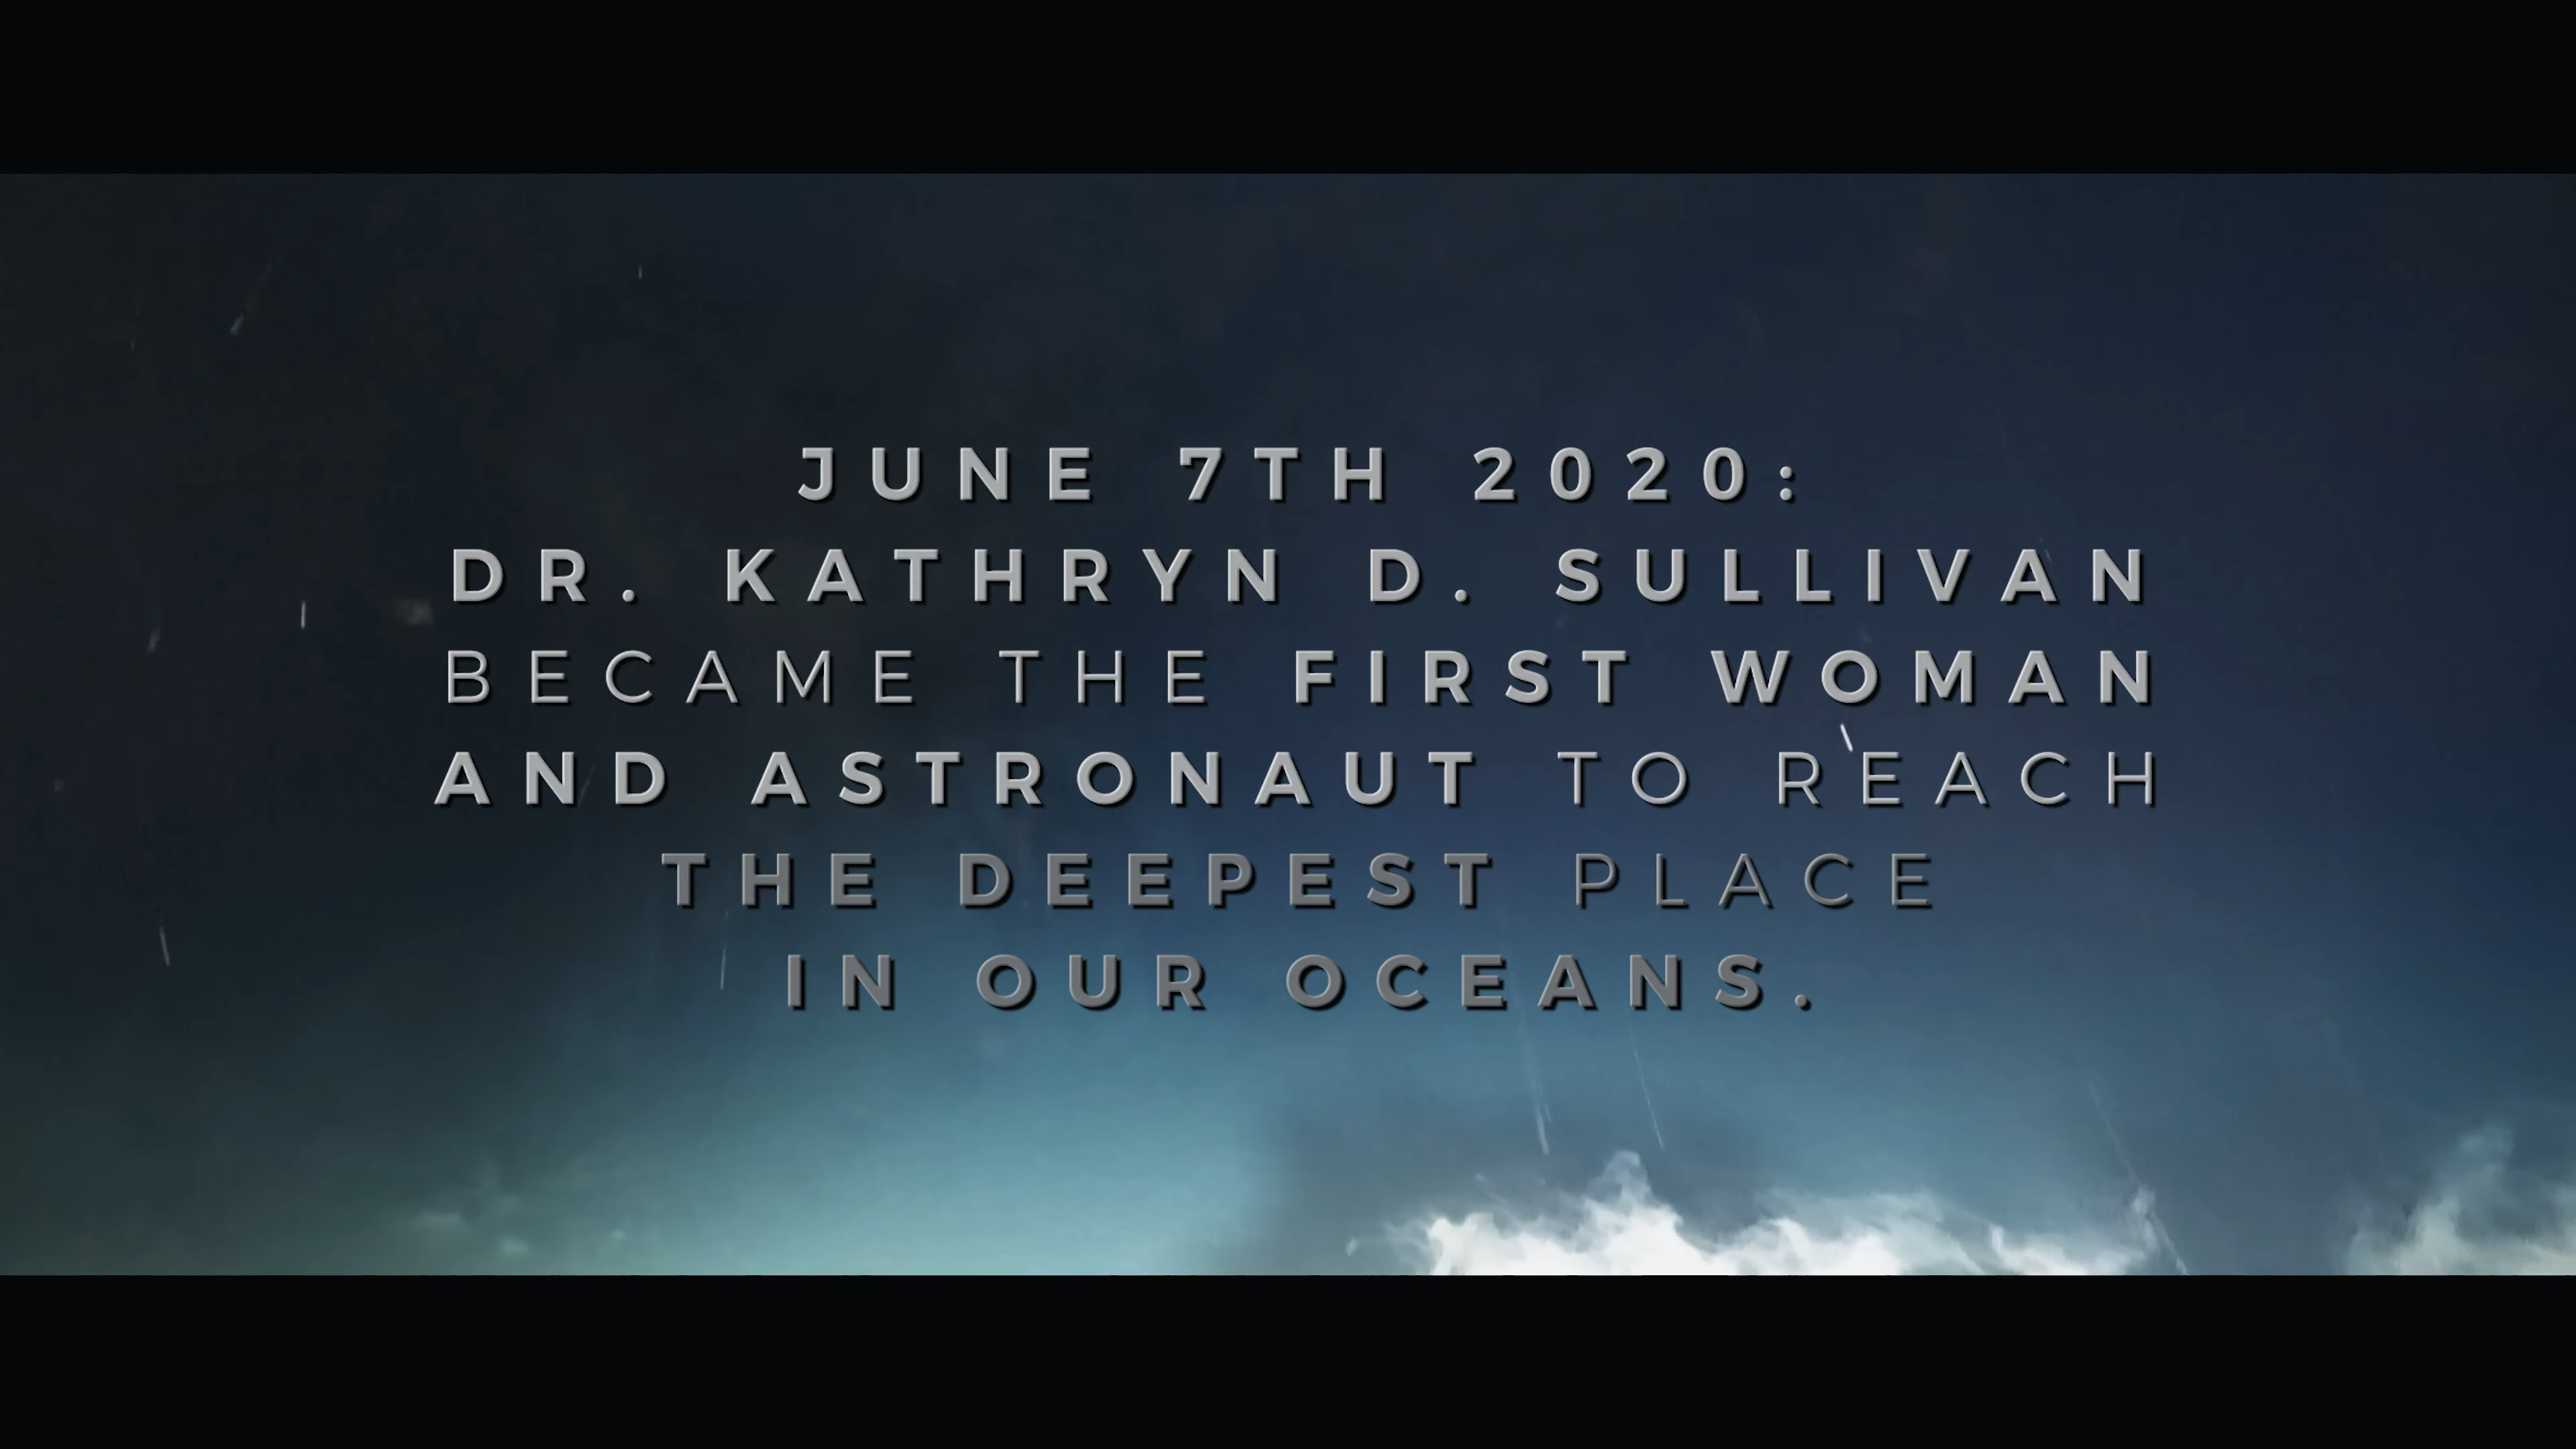 JUNE 7TH 2020:
DR. KATHRYN D. SULLIVAN
BECAME THE FIRST WOMAN
AND ASTRONAUT TO REACH
THE DEEPEST PLACE
IN OUR OCEANS.